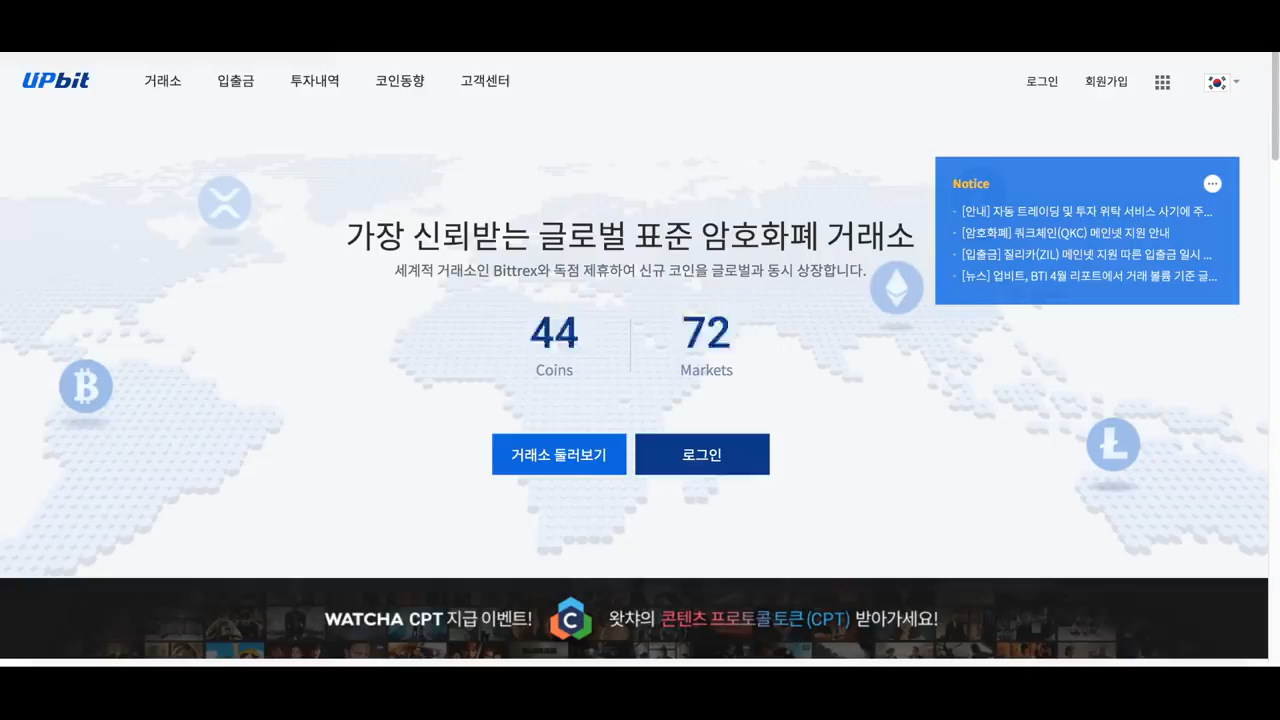 UPbit 거래소 입출금 투자내역 코인동향 고객센터 로그인 회원가입
Notice
- [안내] 자동 트레이딩 및 투자 위탁 서비스 사기에 주...
- [암호화폐] 쿼크체인(QKC) 메인넷 지원 안내
- [입출금] 질리카(ZIL) 메인넷 지원 따른 입출금 일시 ...
- [뉴스] 업비트, BTI 4월 리포트에서 거래 볼륨 기준 글...
가장 신뢰받는 글로벌 표준 암호화폐 거래소
세계적 거래소인 Bittrex와 독점 제휴하여 신규 코인을 글로벌과 동시 상장합니다.
44 72
Coins Markets
거래소 둘러보기 로그인
WATCHA CPT 지급 이벤트! C 왓챠의 콘텐츠 프로토콜 토큰(CPT) 받아가세요!